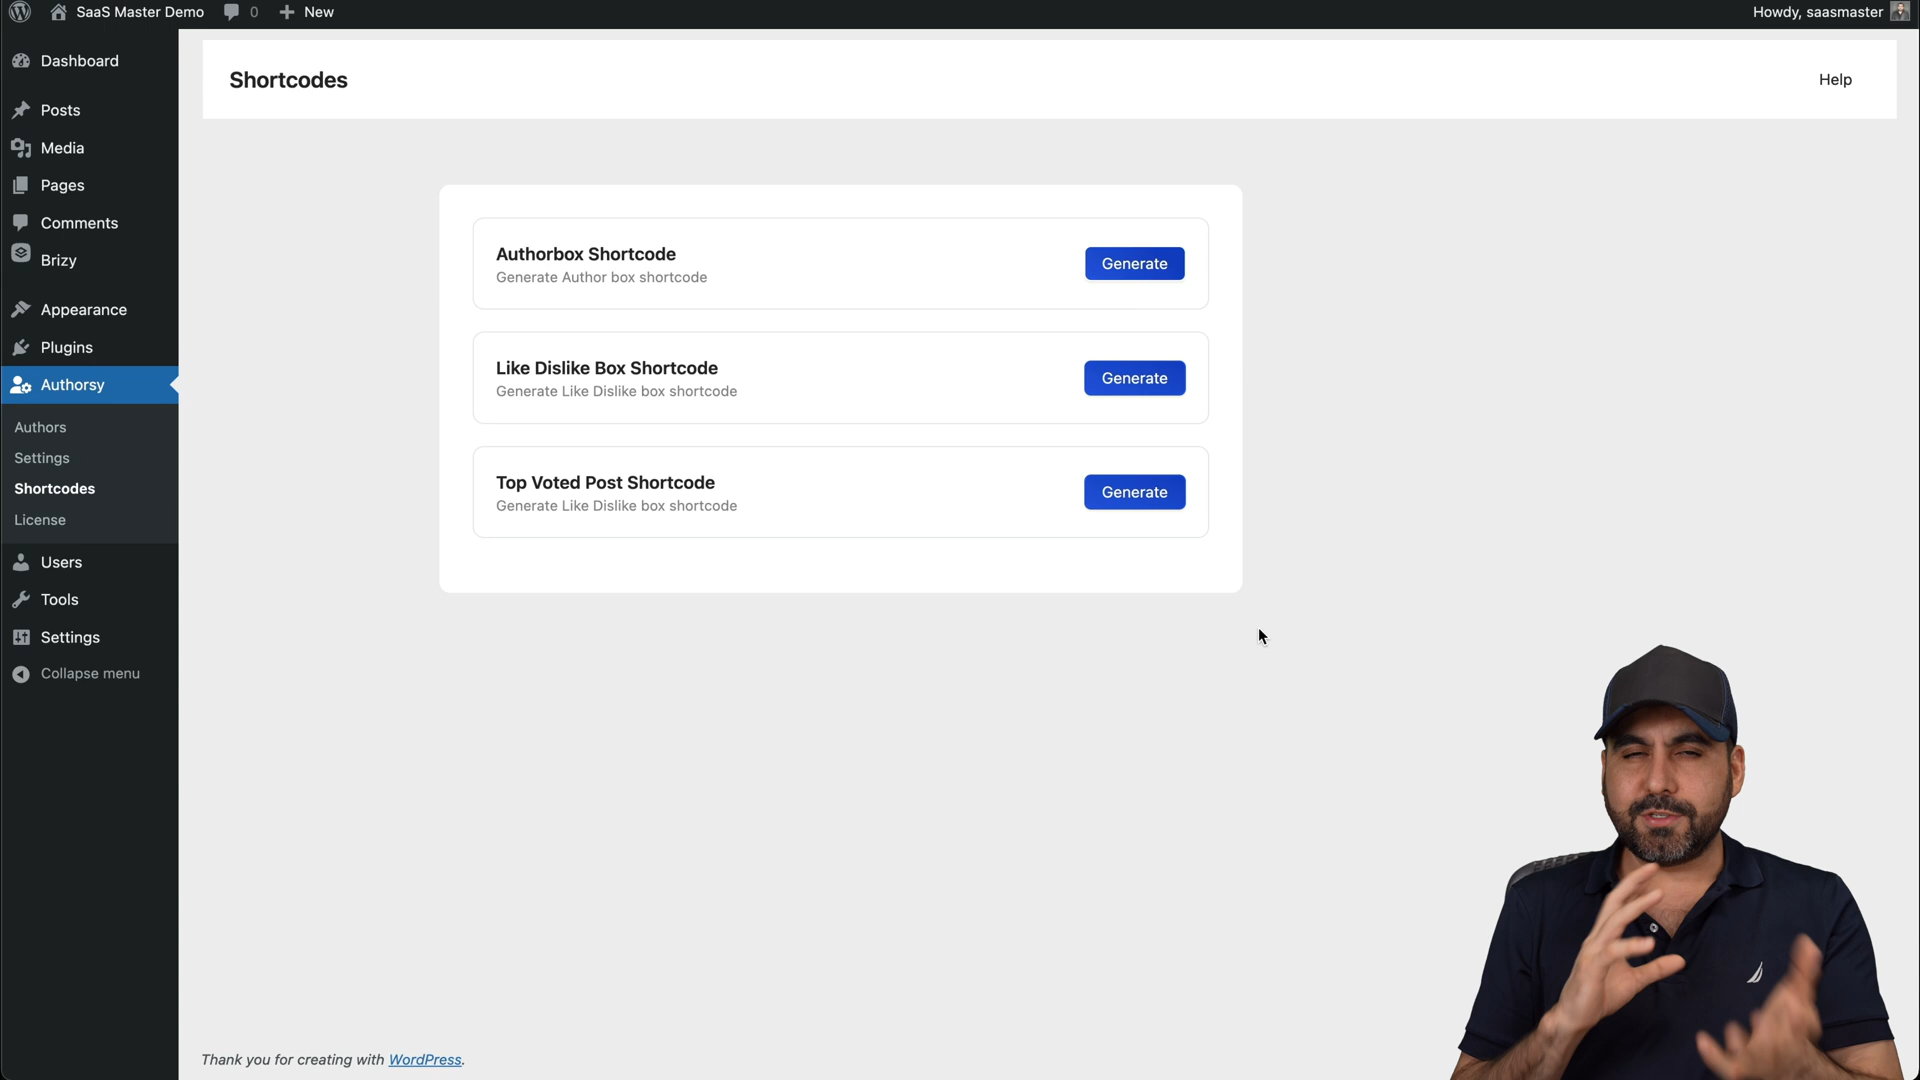 SaaS Master Demo
0
New
Howdy, saasmaster
Dashboard
Posts
Media
Pages
Comments
Brizy
Appearance
Plugins
Authorsy
Authors
Settings
Shortcodes
License
Users
Tools
Settings
Collapse menu
Shortcodes
Help
Authorbox Shortcode
Generate Author box shortcode
Generate
Like Dislike Box Shortcode
Generate Like Dislike box shortcode
Generate
Top Voted Post Shortcode
Generate Like Dislike box shortcode
Generate
Thank you for creating with WordPress.